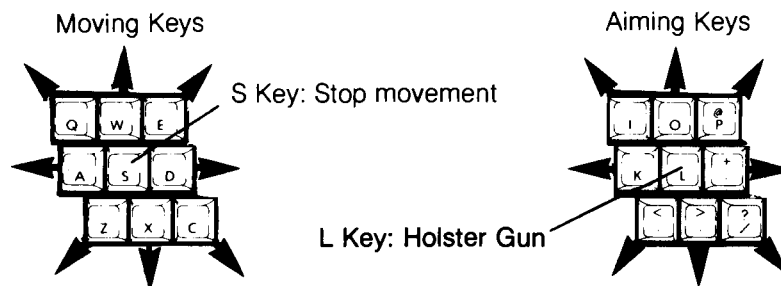 Moving Keys
Aiming Keys
S Key: Stop movement
Q W E
A S D
Z X C
I O @ P
K L +
< > ? /
L Key: Holster Gun